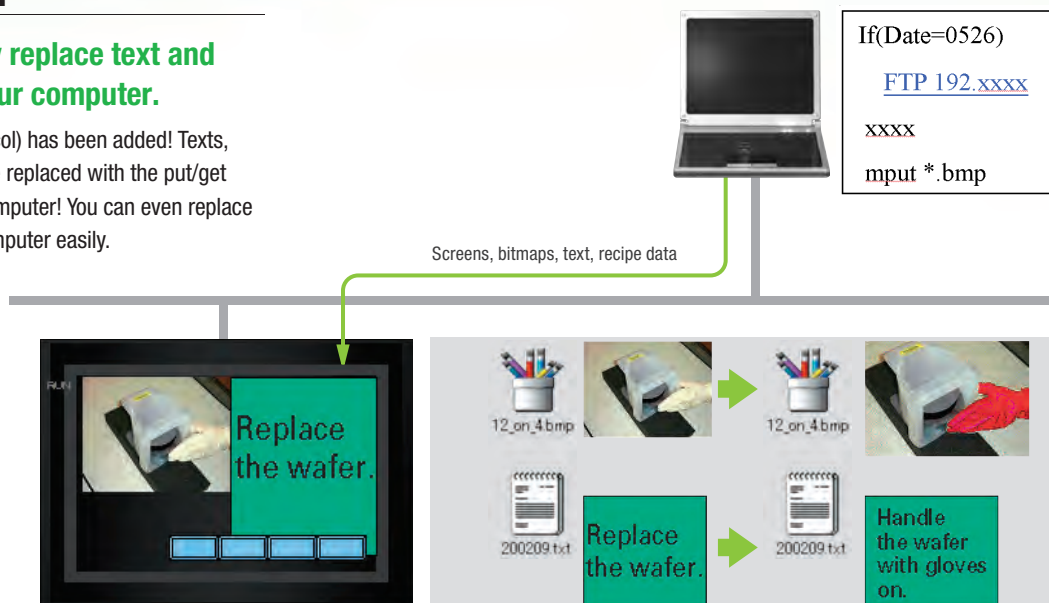 replace text and
ur computer.
col) has been added! Texts,
replaced with the put/get
mputer! You can even replace
mputer easily.
If(Date=0526)
FTP 192.xxxx
xxxx
mput *.bmp
Screens, bitmaps, text, recipe data
RUN
Replace
the wafer.
12_on_4.bmp
12_on_4.bmp
200209.txt
Replace
the wafer.
200209.txt
Handle
the wafer
with gloves
on.